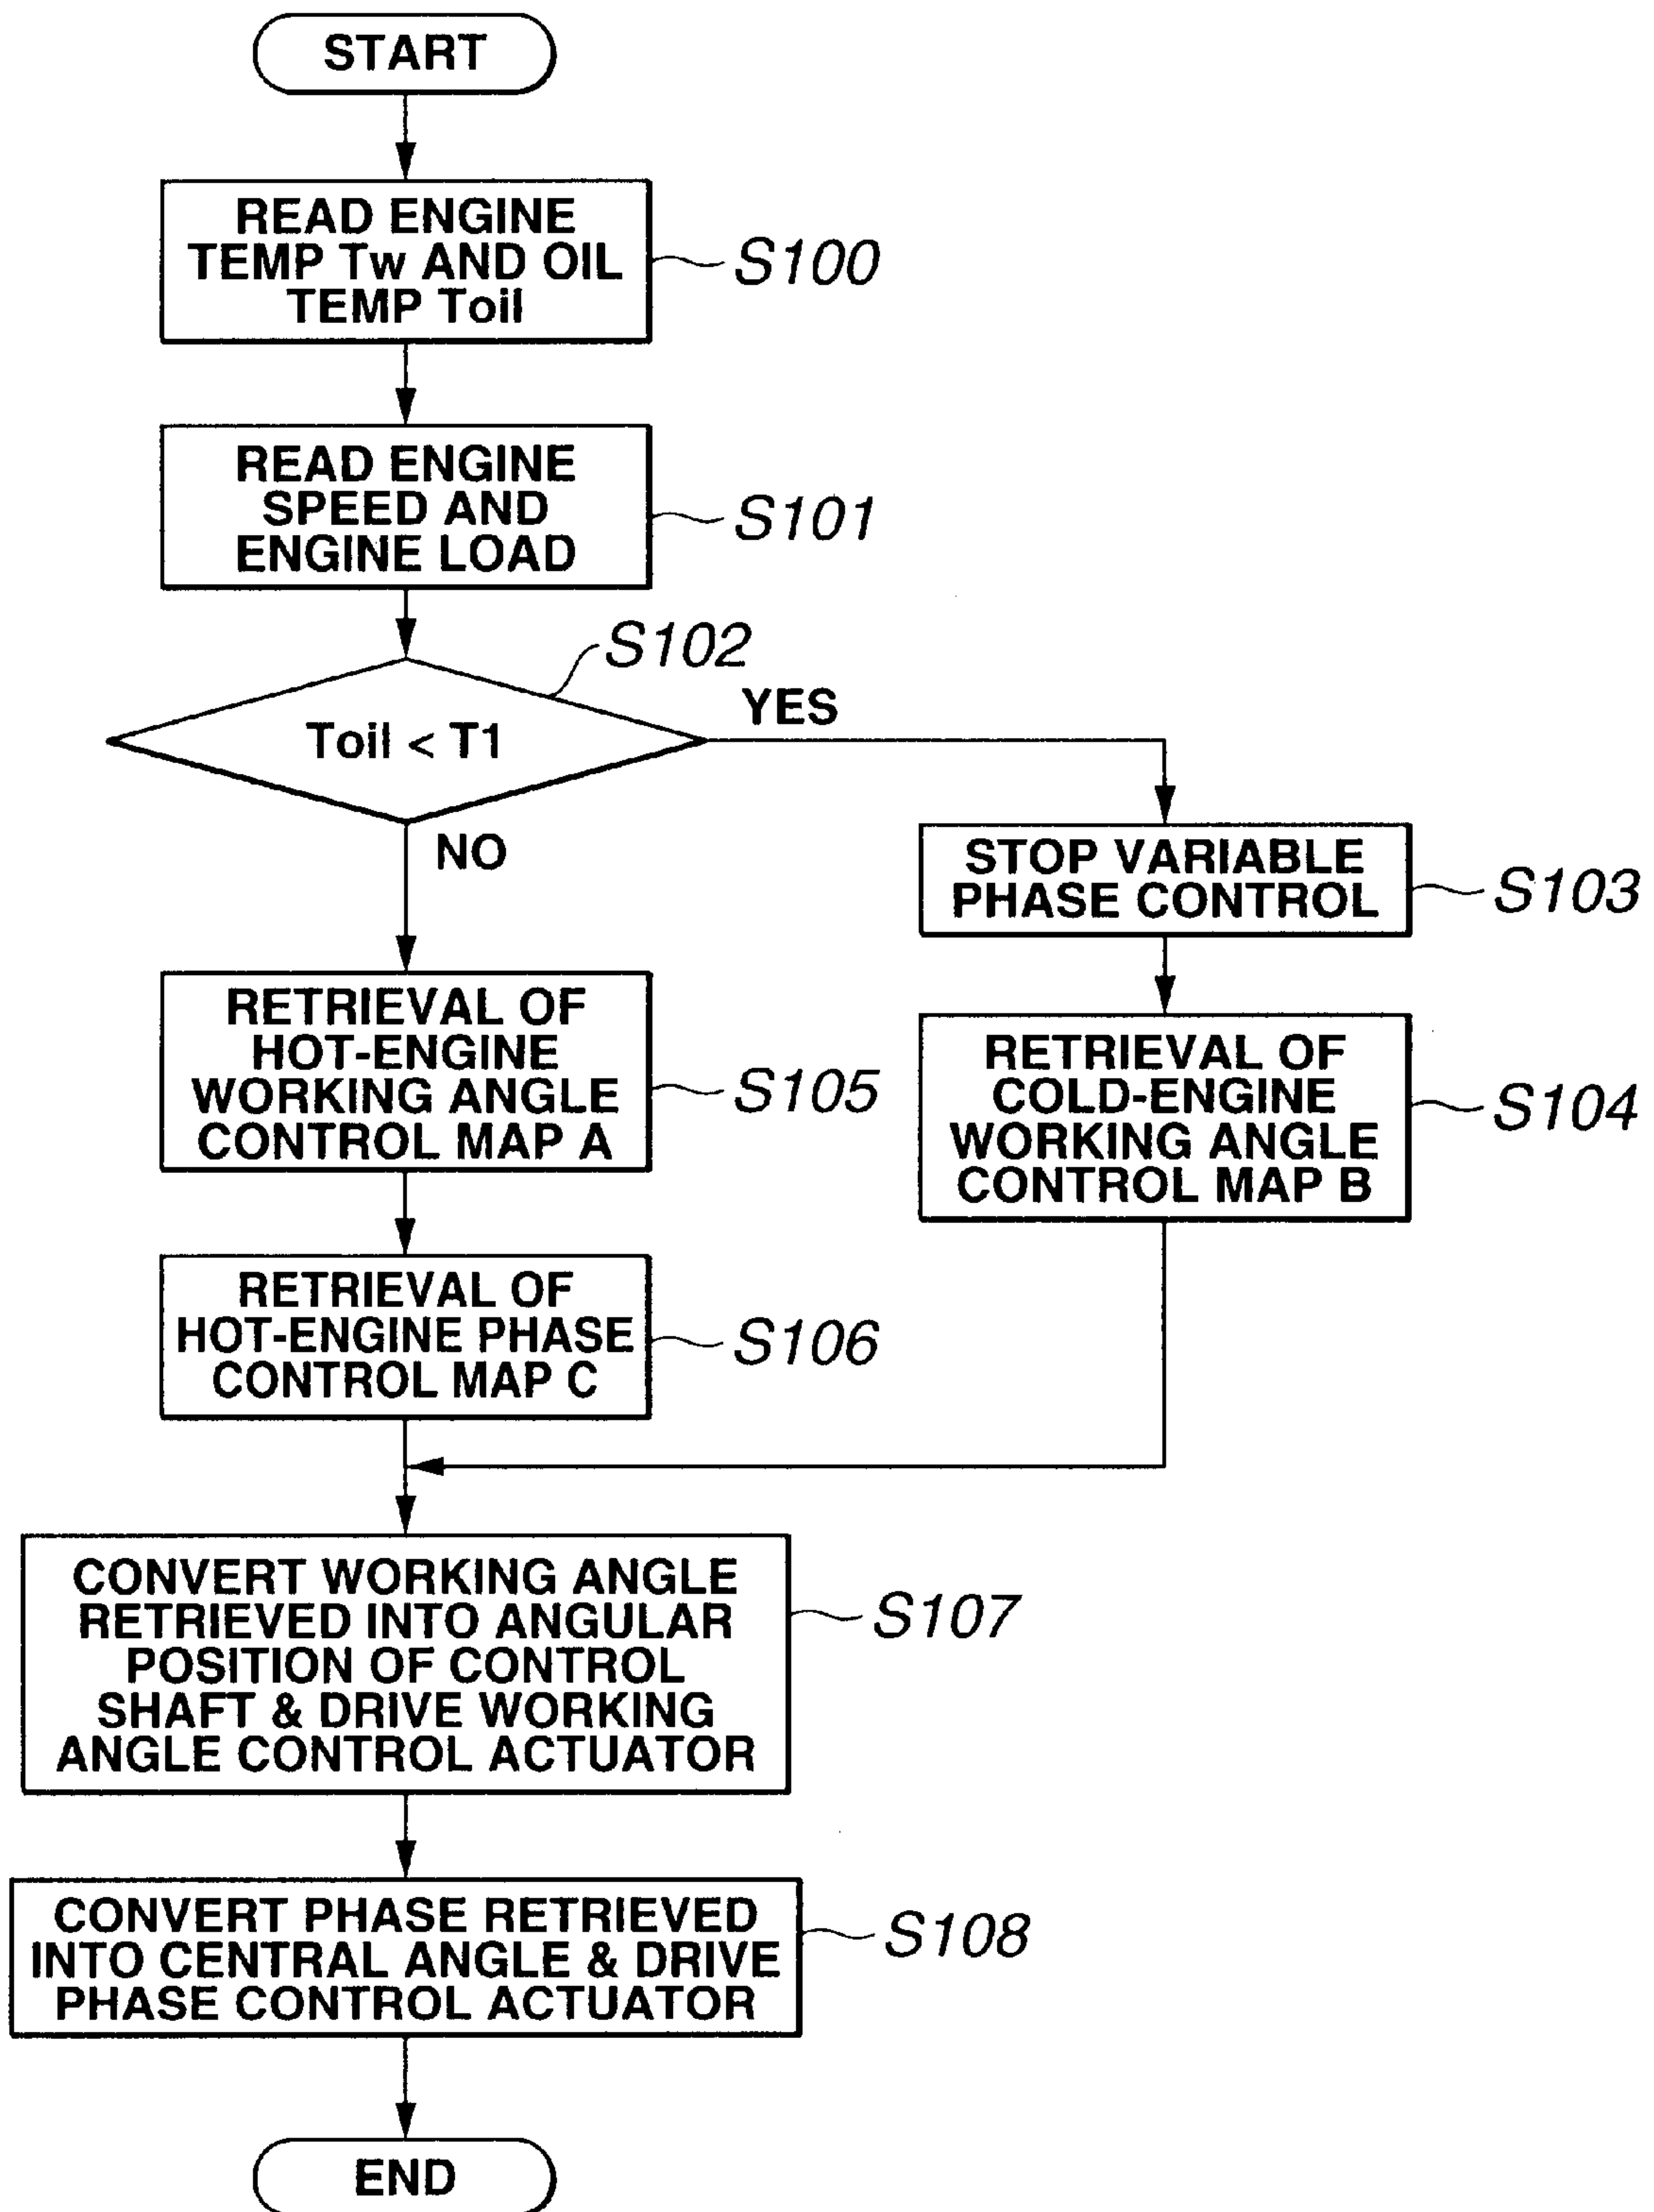 START
READ ENGINE
TEMP Tw AND OIL
TEMP Toil
S100
READ ENGINE
SPEED AND
ENGINE LOAD
S101
S102
Toil < T1
YES
NO
STOP VARIABLE
PHASE CONTROL
S103
RETRIEVAL OF
COLD-ENGINE
WORKING ANGLE
CONTROL MAP B
S104
RETRIEVAL OF
HOT-ENGINE
WORKING ANGLE
CONTROL MAP A
S105
RETRIEVAL OF
HOT-ENGINE PHASE
CONTROL MAP C
S106
CONVERT WORKING ANGLE
RETRIEVED INTO ANGULAR
POSITION OF CONTROL
SHAFT & DRIVE WORKING
ANGLE CONTROL ACTUATOR
S107
CONVERT PHASE RETRIEVED
INTO CENTRAL ANGLE & DRIVE
PHASE CONTROL ACTUATOR
S108
END